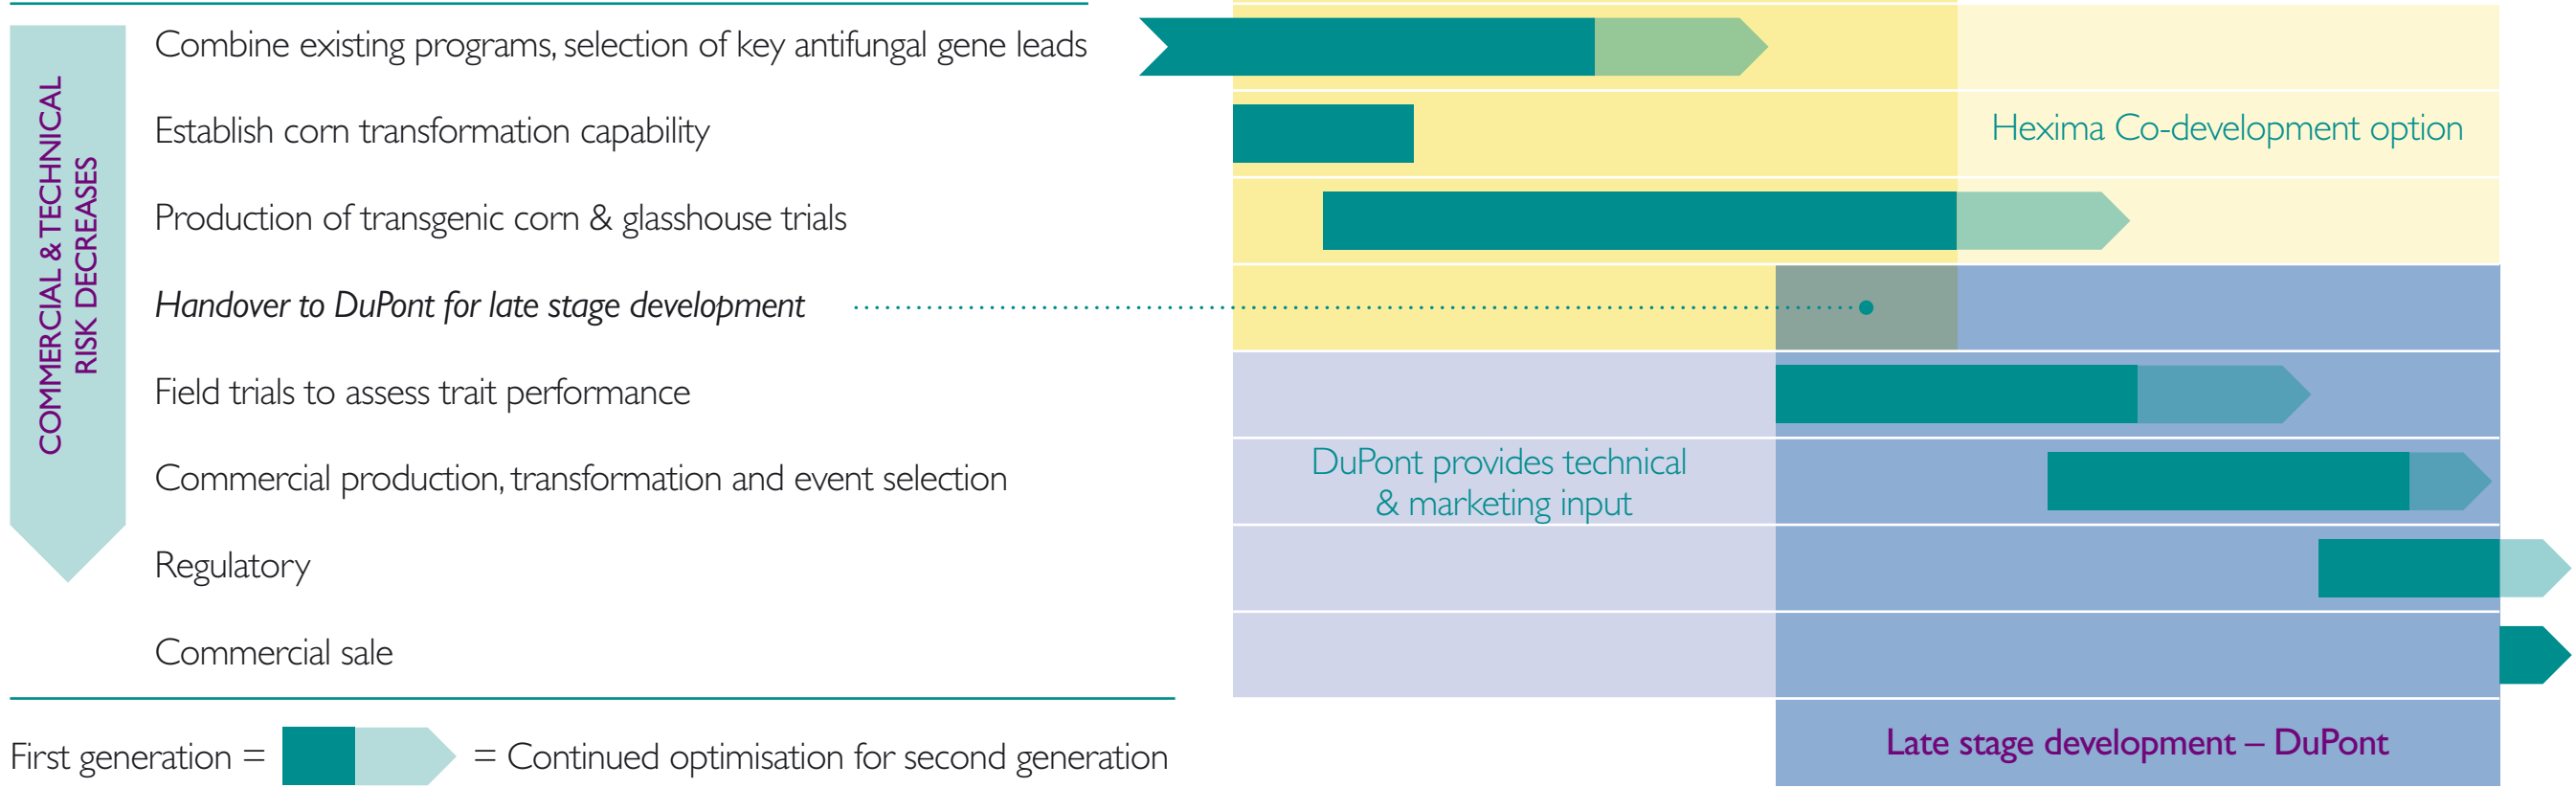 COMMERCIAL & TECHNICAL
RISK DECREASES
Combine existing programs, selection of key antifungal gene leads
Establish corn transformation capability
Hexima Co-development option
Production of transgenic corn & glasshouse trials
Handover to DuPont for late stage development
Field trials to assess trait performance
Commercial production, transformation and event selection
DuPont provides technical
& marketing input
Regulatory
Commercial sale
First generation = = Continued optimisation for second generation
Late stage development – DuPont